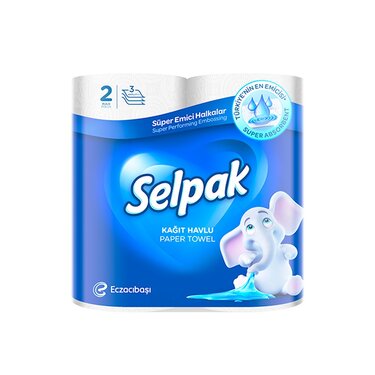 2
3
Süper Emici Halkalar
Super Performing Embossing
TÜRKİYE'NİN EN EMİCİSİ*
SUPER ABSORBENT
Selpak
KAĞIT HAVLU
PAPER TOWEL
Eczacıbaşı